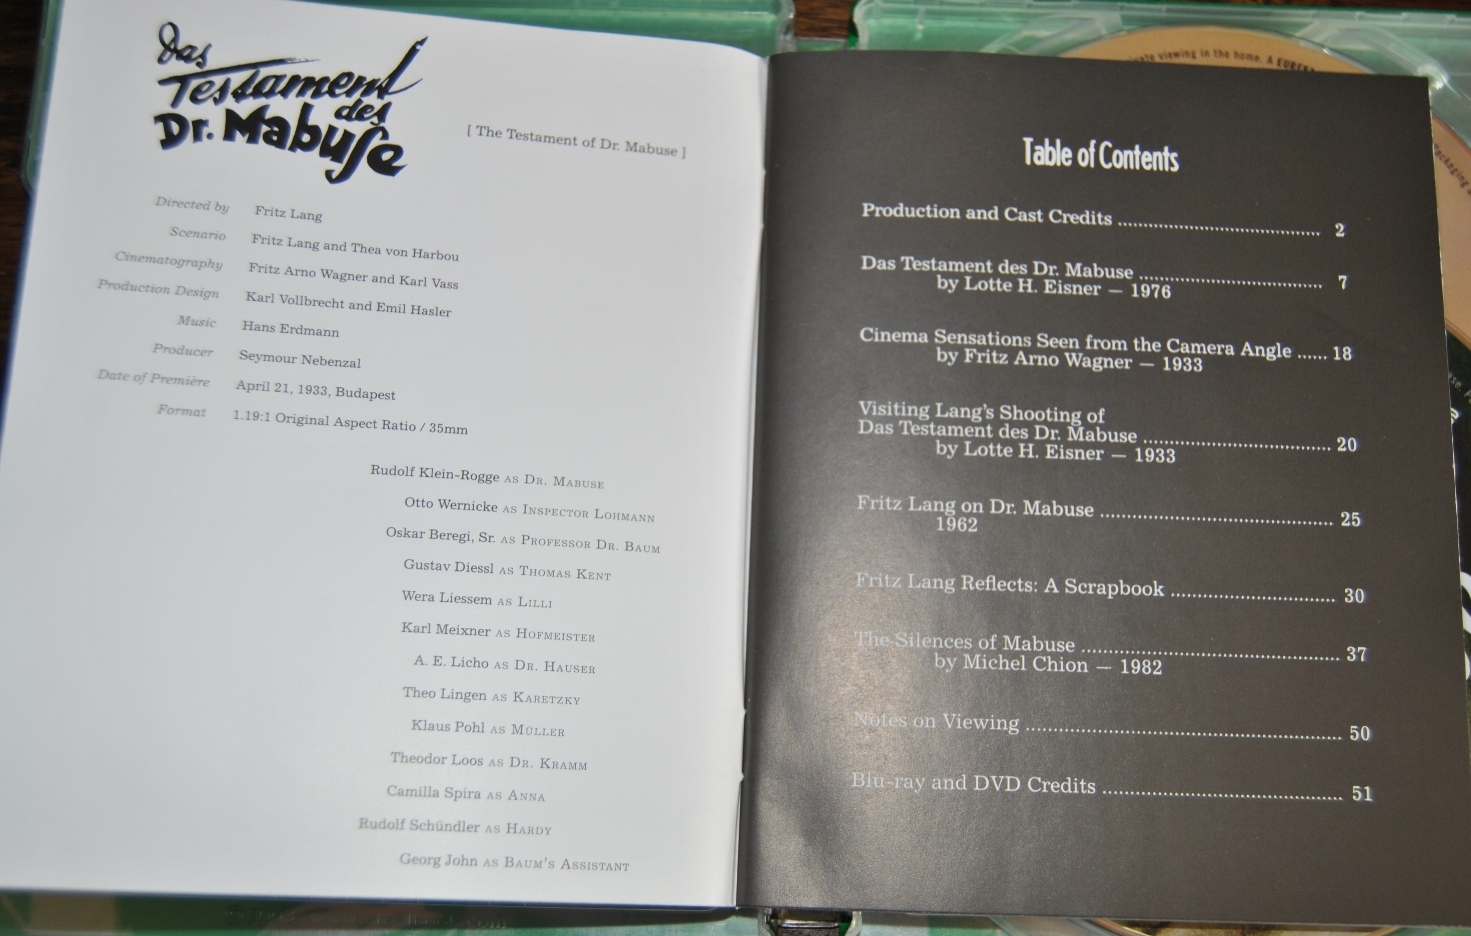 Das
Testament
des
Dr. Mabuse
[ The Testament of Dr. Mabuse ]
Directed by Fritz Lang
Scenario Fritz Lang and Thea von Harbou
Cinematography Fritz Arno Wagner and Karl Vass
Production Design Karl Vollbrecht and Emil Hasler
Music Hans Erdmann
Producer Seymour Nebenzal
Date of Première April 21, 1933, Budapest
Format 1.19:1 Original Aspect Ratio / 35mm
Rudolf Klein-Rogge AS DR. MABUSE
Otto Wernicke AS INSPECTOR LOHMANN
Oskar Beregi, Sr. AS PROFESSOR DR. BAUM
Gustav Diessl AS THOMAS KENT
Wera Liessem AS LILLI
Karl Meixner AS HOFMEISTER
A. E. Licho AS DR. HAUSER
Theo Lingen AS KARETZKY
Klaus Pohl AS MÜLLER
Theodor Loos AS DR. KRAMM
Camilla Spira AS ANNA
Rudolf Schündler AS HARDY
Georg John AS BAUM'S ASSISTANT
Table of Contents
Production and Cast Credits ........ 2
Das Testament des Dr. Mabuse ........ 7
by Lotte H. Eisner — 1976
Cinema Sensations Seen from the Camera Angle ...... 18
by Fritz Arno Wagner — 1933
Visiting Lang's Shooting of
Das Testament des Dr. Mabuse ........ 20
by Lotte H. Eisner — 1933
Fritz Lang on Dr. Mabuse ........ 25
1962
Fritz Lang Reflects: A Scrapbook ........ 30
The Silences of Mabuse ........ 37
by Michel Chion — 1982
Notes on Viewing ........ 50
Blu-ray and DVD Credits ........ 51
viewing in the home. A